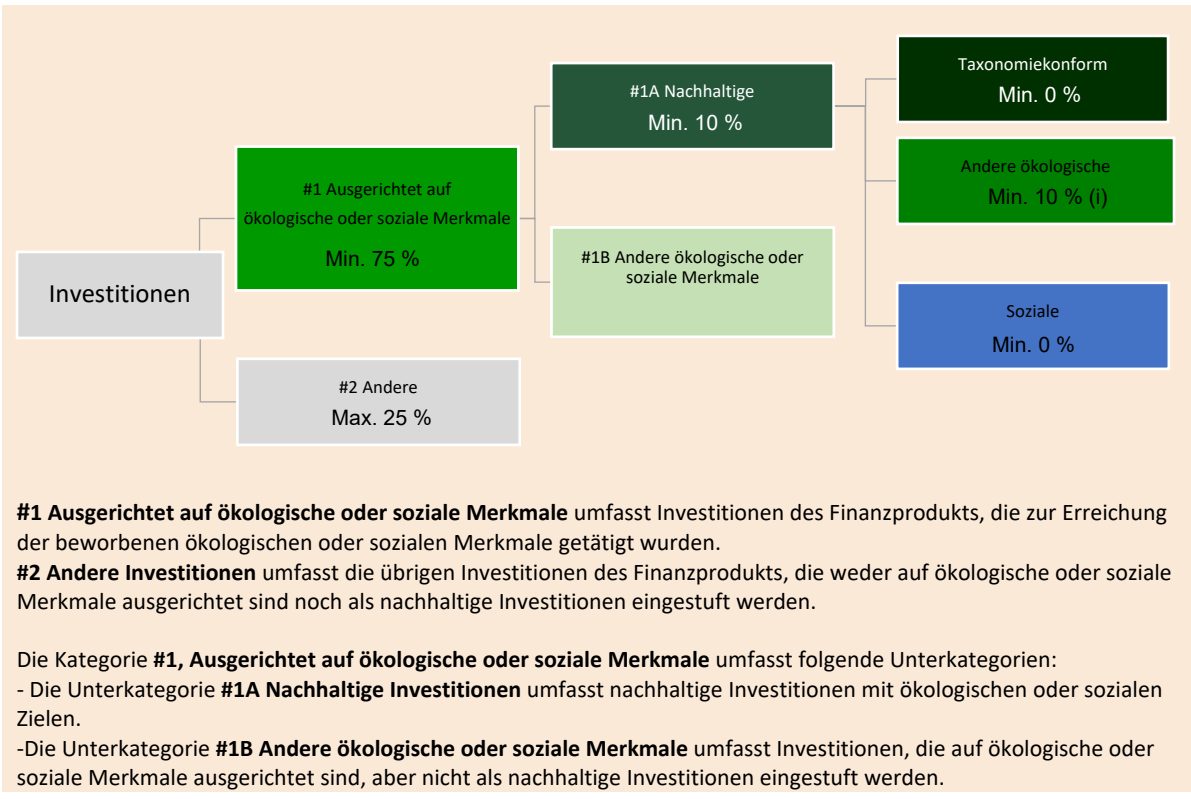 Investitionen
#1 Ausgerichtet auf
ökologische oder soziale Merkmale
Min. 75 %
#2 Andere
Max. 25 %
#1A Nachhaltige
Min. 10 %
#1B Andere ökologische oder
soziale Merkmale
Taxonomiekonform
Min. 0 %
Andere ökologische
Min. 10 % (i)
Soziale
Min. 0 %
#1 Ausgerichtet auf ökologische oder soziale Merkmale umfasst Investitionen des Finanzprodukts, die zur Erreichung
der beworbenen ökologischen oder sozialen Merkmale getätigt wurden.
#2 Andere Investitionen umfasst die übrigen Investitionen des Finanzprodukts, die weder auf ökologische oder soziale
Merkmale ausgerichtet sind noch als nachhaltige Investitionen eingestuft werden.
Die Kategorie #1, Ausgerichtet auf ökologische oder soziale Merkmale umfasst folgende Unterkategorien:
- Die Unterkategorie #1A Nachhaltige Investitionen umfasst nachhaltige Investitionen mit ökologischen oder sozialen
Zielen.
-Die Unterkategorie #1B Andere ökologische oder soziale Merkmale umfasst Investitionen, die auf ökologische oder
soziale Merkmale ausgerichtet sind, aber nicht als nachhaltige Investitionen eingestuft werden.